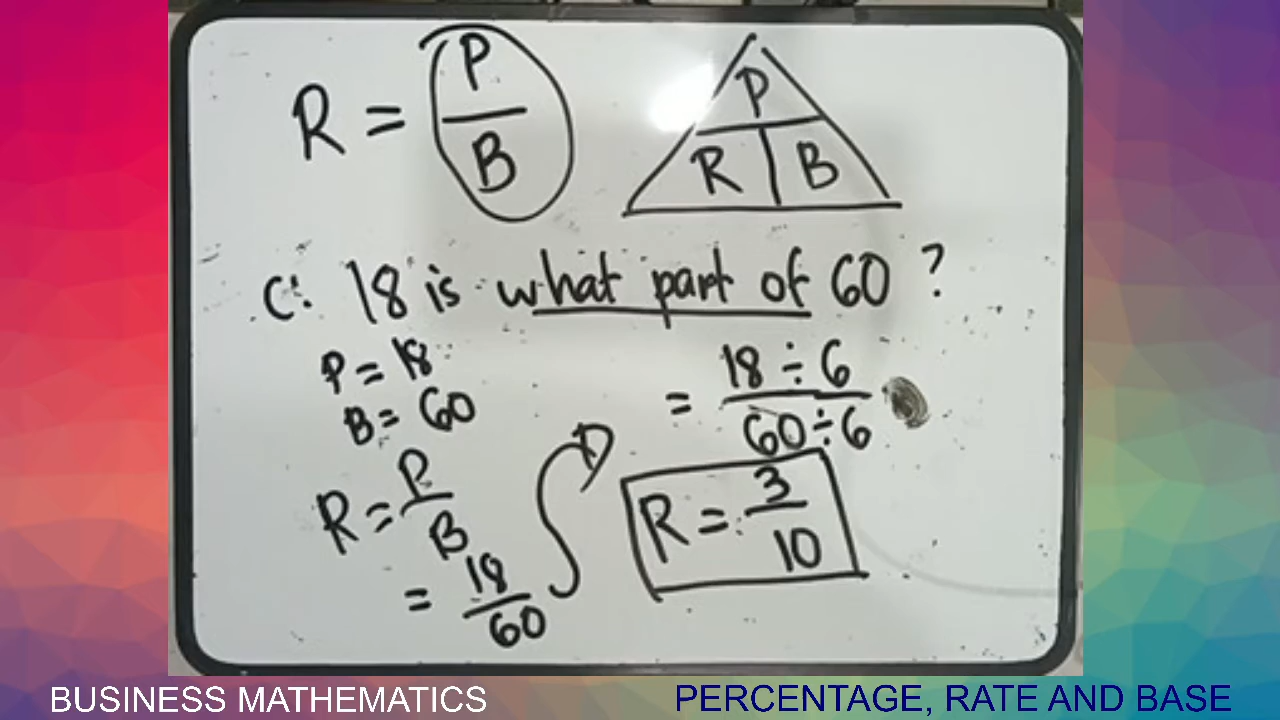 R = P/B
P
R B
C. 18 is what part of 60 ?
P = 18
B = 60
R = P/B
= 18/60
= 18 ÷ 6 / 60 ÷ 6
R = 3/10
BUSINESS MATHEMATICS
PERCENTAGE, RATE AND BASE